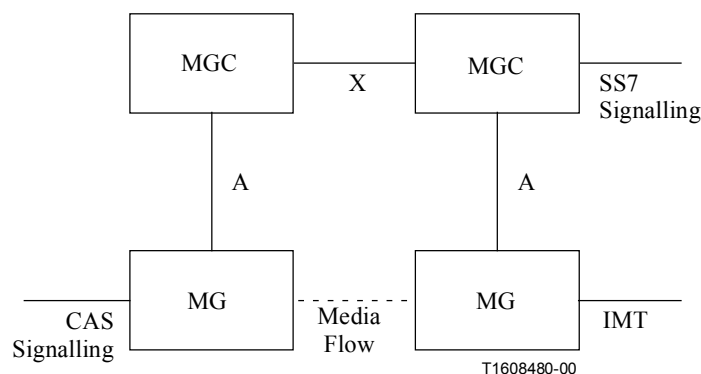 MGC
MGC
X
SS7
Signalling
A
A
MG
MG
CAS
Signalling
Media
Flow
IMT
T1608480-00